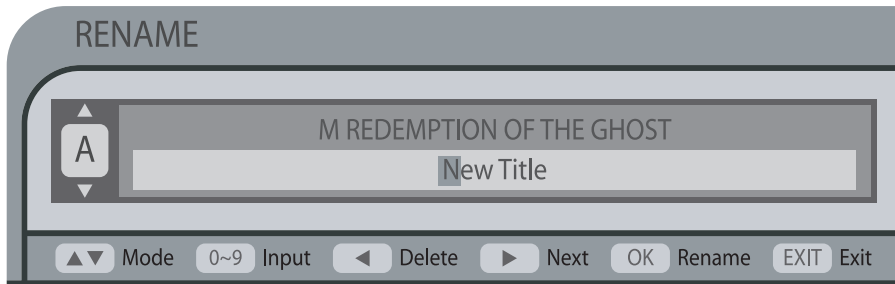 RENAME
A
M REDEMPTION OF THE GHOST
New Title
▲▼ Mode 0~9 Input ◀ Delete ▶ Next OK Rename EXIT Exit